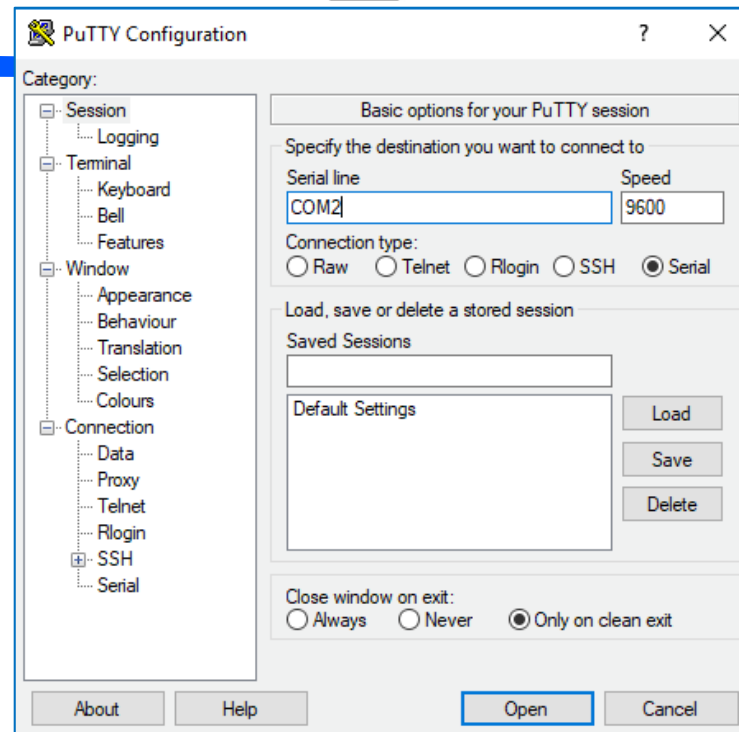 PuTTY Configuration ? X
Category:
Session
Logging
Terminal
Keyboard
Bell
Features
Window
Appearance
Behaviour
Translation
Selection
Colours
Connection
Data
Proxy
Telnet
Rlogin
SSH
Serial
Basic options for your PuTTY session
Specify the destination you want to connect to
Serial line Speed
COM2 9600
Connection type:
Raw Telnet Rlogin SSH Serial
Load, save or delete a stored session
Saved Sessions
Default Settings
Load
Save
Delete
Close window on exit:
Always Never Only on clean exit
About Help Open Cancel